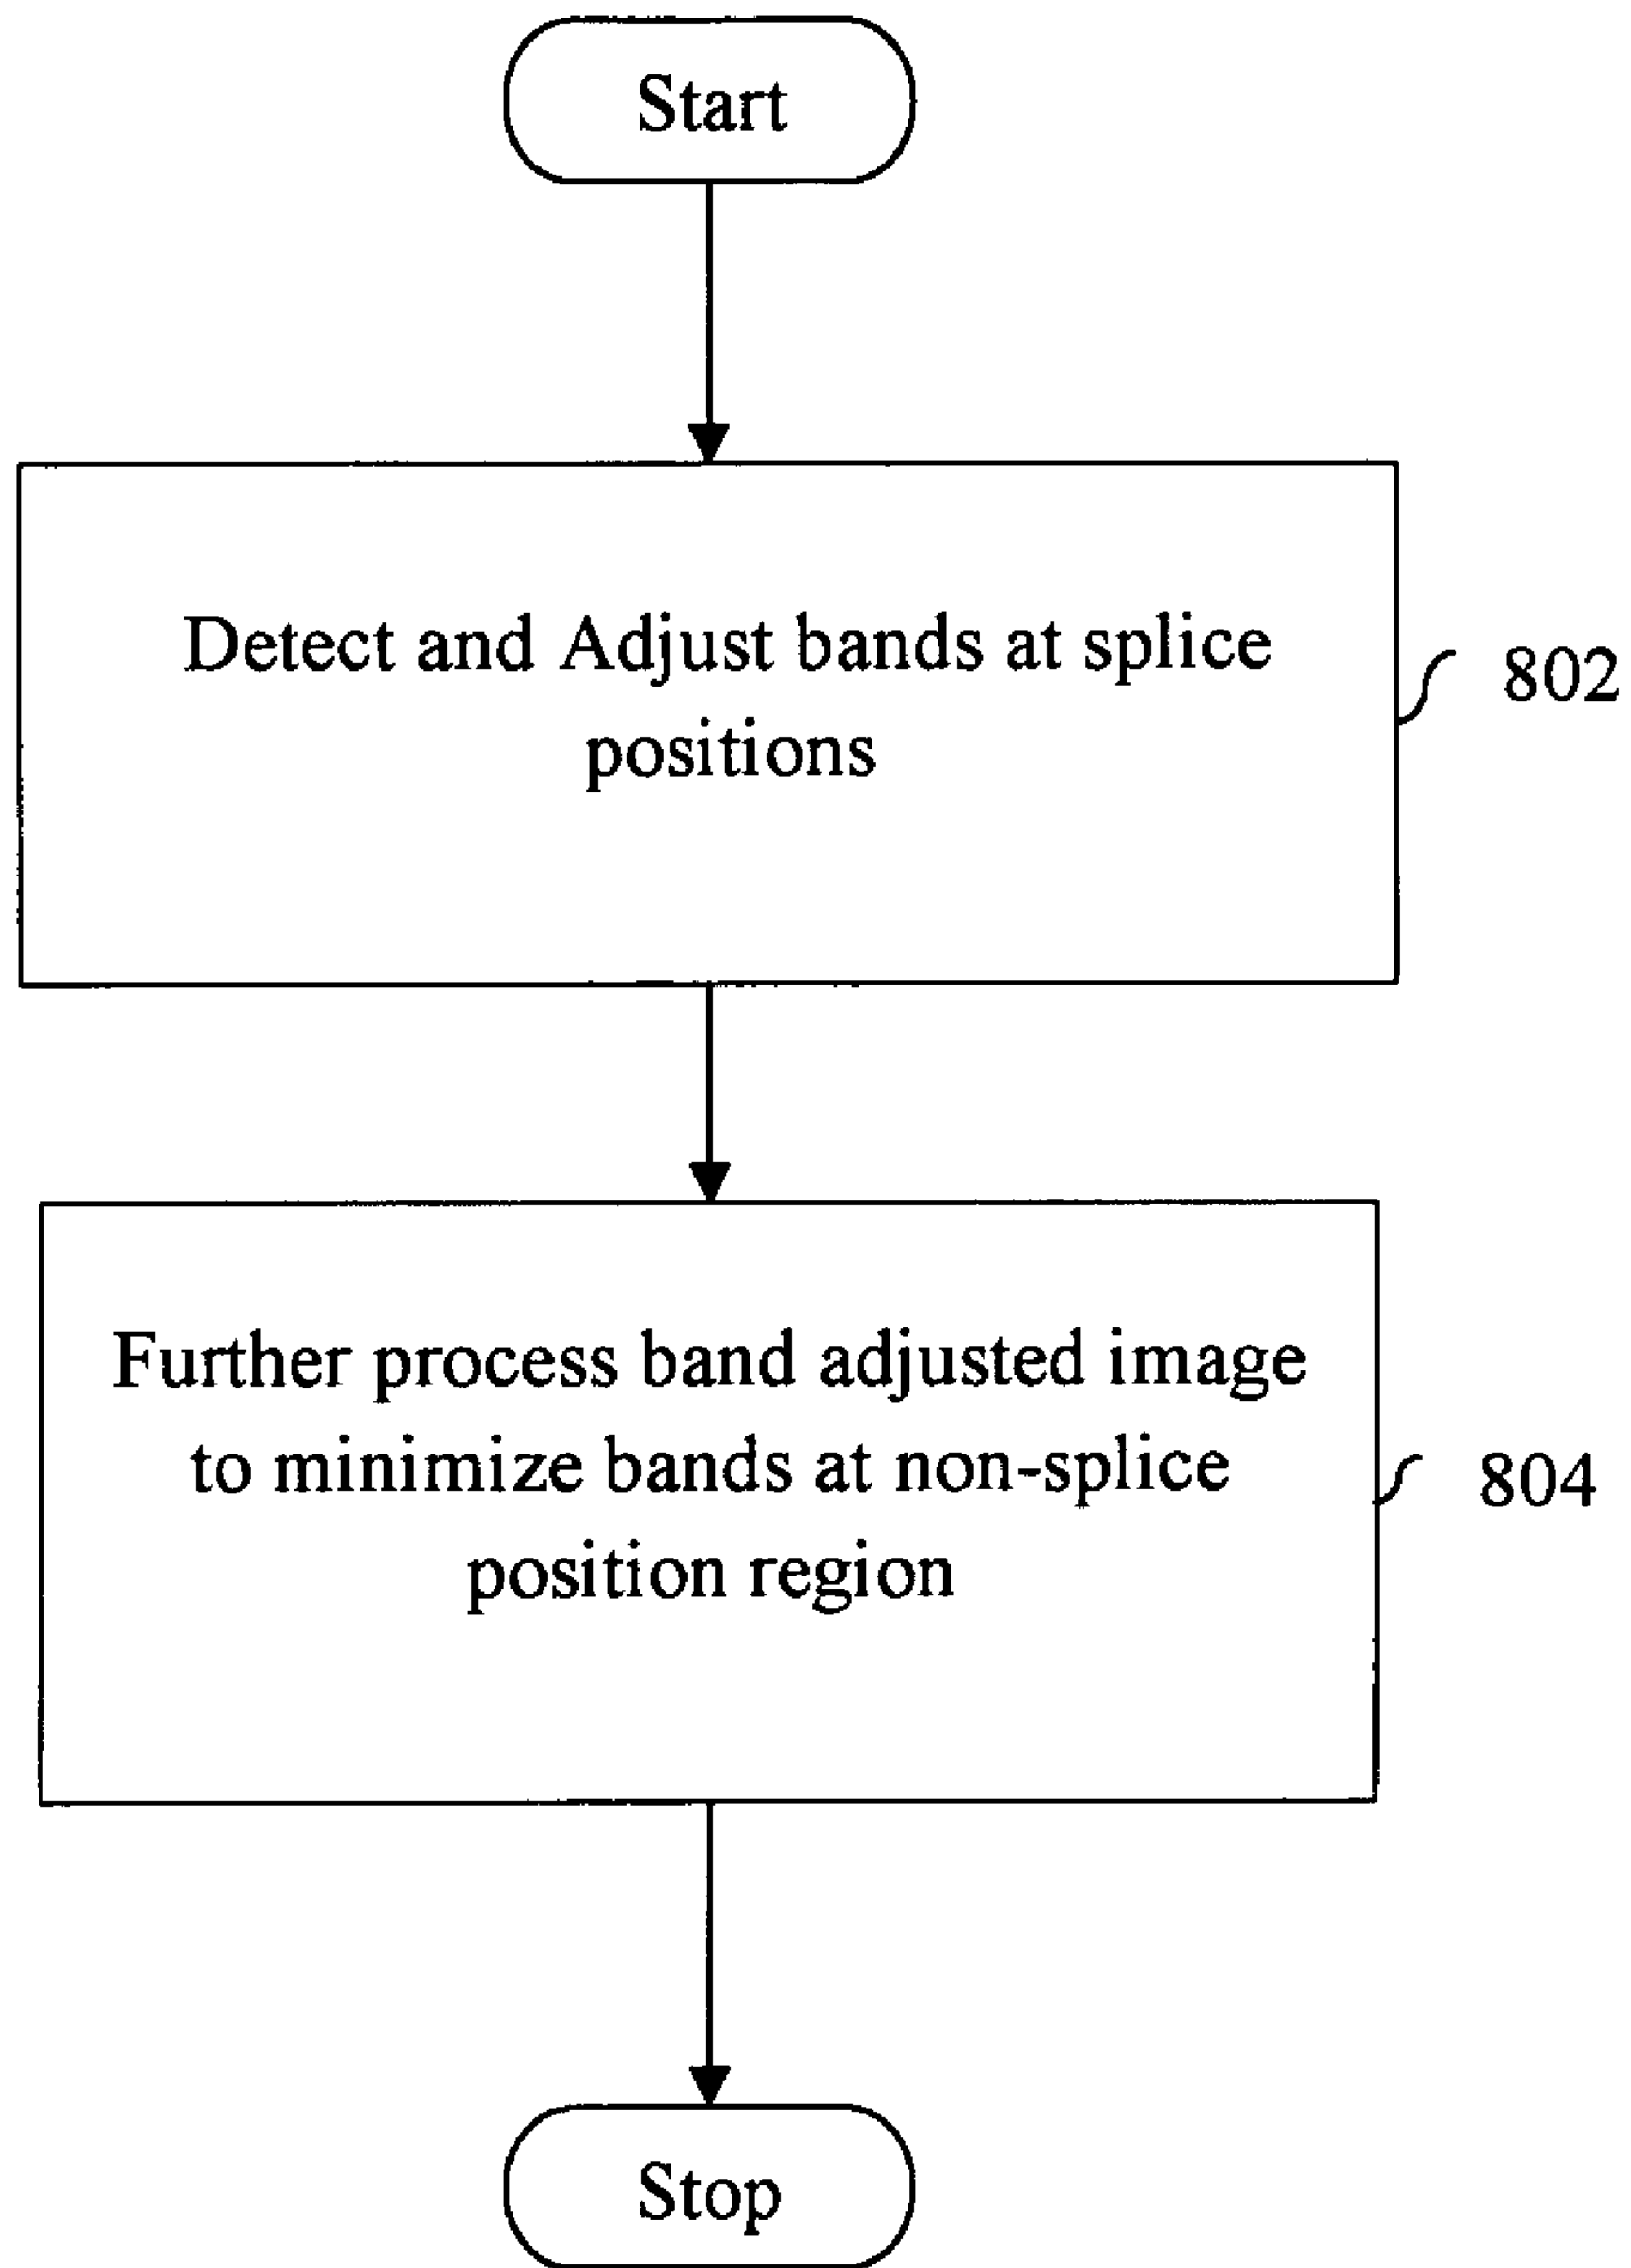 Start
Detect and Adjust bands at splice
positions
802
Further process band adjusted image
to minimize bands at non-splice
position region
804
Stop